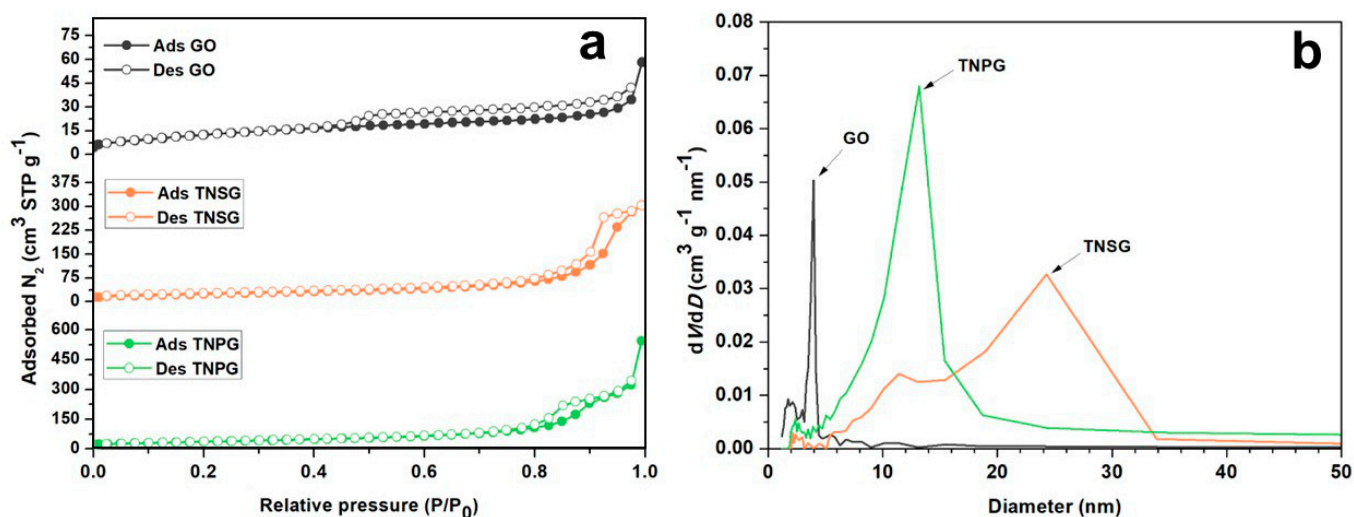 a
Ads GO
Des GO
Ads TNSG
Des TNSG
Ads TNPG
Des TNPG
Adsorbed N₂ (cm³ STP g⁻¹)
75
60
45
30
15
0
375
300
225
150
75
0
600
450
300
150
0
0.0 0.2 0.4 0.6 0.8 1.0
Relative pressure (P/P₀)
b
TNPG
GO
TNSG
dV/dD (cm³ g⁻¹ nm⁻¹)
0.08
0.07
0.06
0.05
0.04
0.03
0.02
0.01
0.00
0 10 20 30 40 50
Diameter (nm)